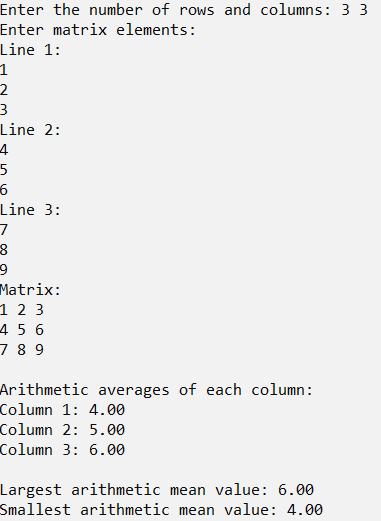 Enter the number of rows and columns: 3 3
Enter matrix elements:
Line 1:
1
2
3
Line 2:
4
5
6
Line 3:
7
8
9
Matrix:
1 2 3
4 5 6
7 8 9

Arithmetic averages of each column:
Column 1: 4.00
Column 2: 5.00
Column 3: 6.00

Largest arithmetic mean value: 6.00
Smallest arithmetic mean value: 4.00